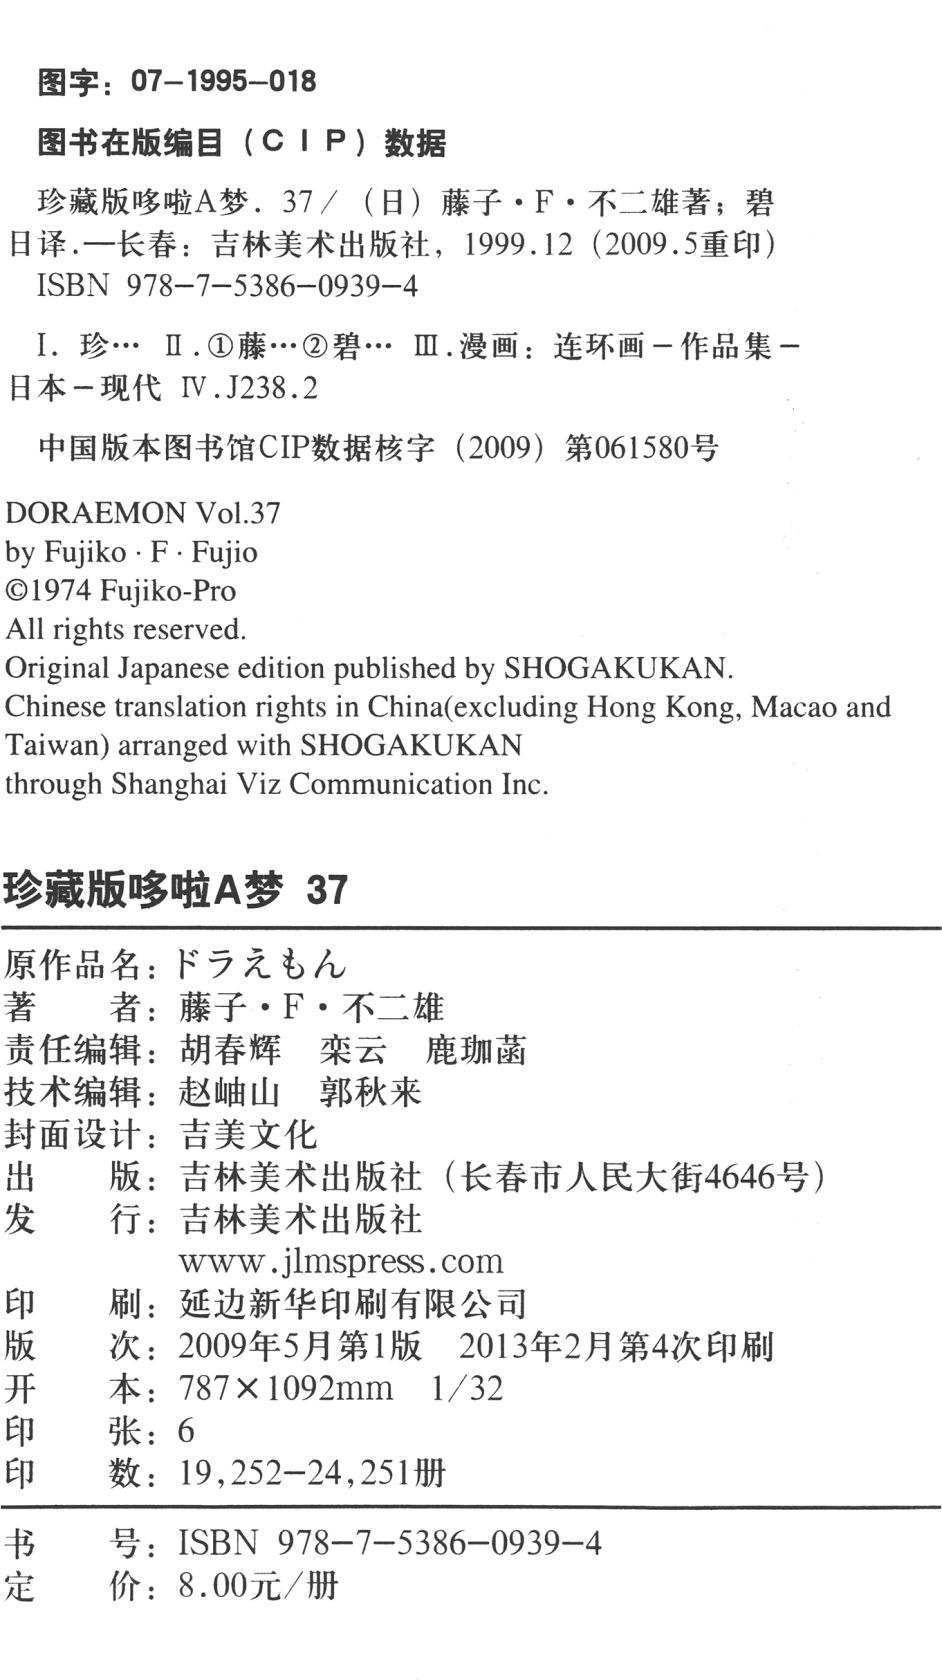 图字：07—1995—018
图书在版编目（CIP）数据
珍藏版哆啦A梦．37／（日）藤子·F·不二雄著；碧
日译.—长春：吉林美术出版社，1999.12（2009.5重印）
ISBN 978—7—5386—0939—4
Ⅰ. 珍… Ⅱ.①藤…②碧… Ⅲ.漫画：连环画－作品集－
日本－现代 Ⅳ.J238.2
中国版本图书馆CIP数据核字（2009）第061580号
DORAEMON Vol.37
by Fujiko · F · Fujio
©1974 Fujiko-Pro
All rights reserved.
Original Japanese edition published by SHOGAKUKAN.
Chinese translation rights in China(excluding Hong Kong, Macao and
Taiwan) arranged with SHOGAKUKAN
through Shanghai Viz Communication Inc.
珍藏版哆啦A梦 37
原作品名：ドラえもん
著　　者：藤子·F·不二雄
责任编辑：胡春辉　栾云　鹿珈菡
技术编辑：赵岫山　郭秋来
封面设计：吉美文化
出　　版：吉林美术出版社（长春市人民大街4646号）
发　　行：吉林美术出版社
www.jlmspress.com
印　　刷：延边新华印刷有限公司
版　　次：2009年5月第1版　2013年2月第4次印刷
开　　本：787×1092mm　1/32
印　　张：6
印　　数：19,252—24,251册
书　　号：ISBN 978—7—5386—0939—4
定　　价：8.00元/册